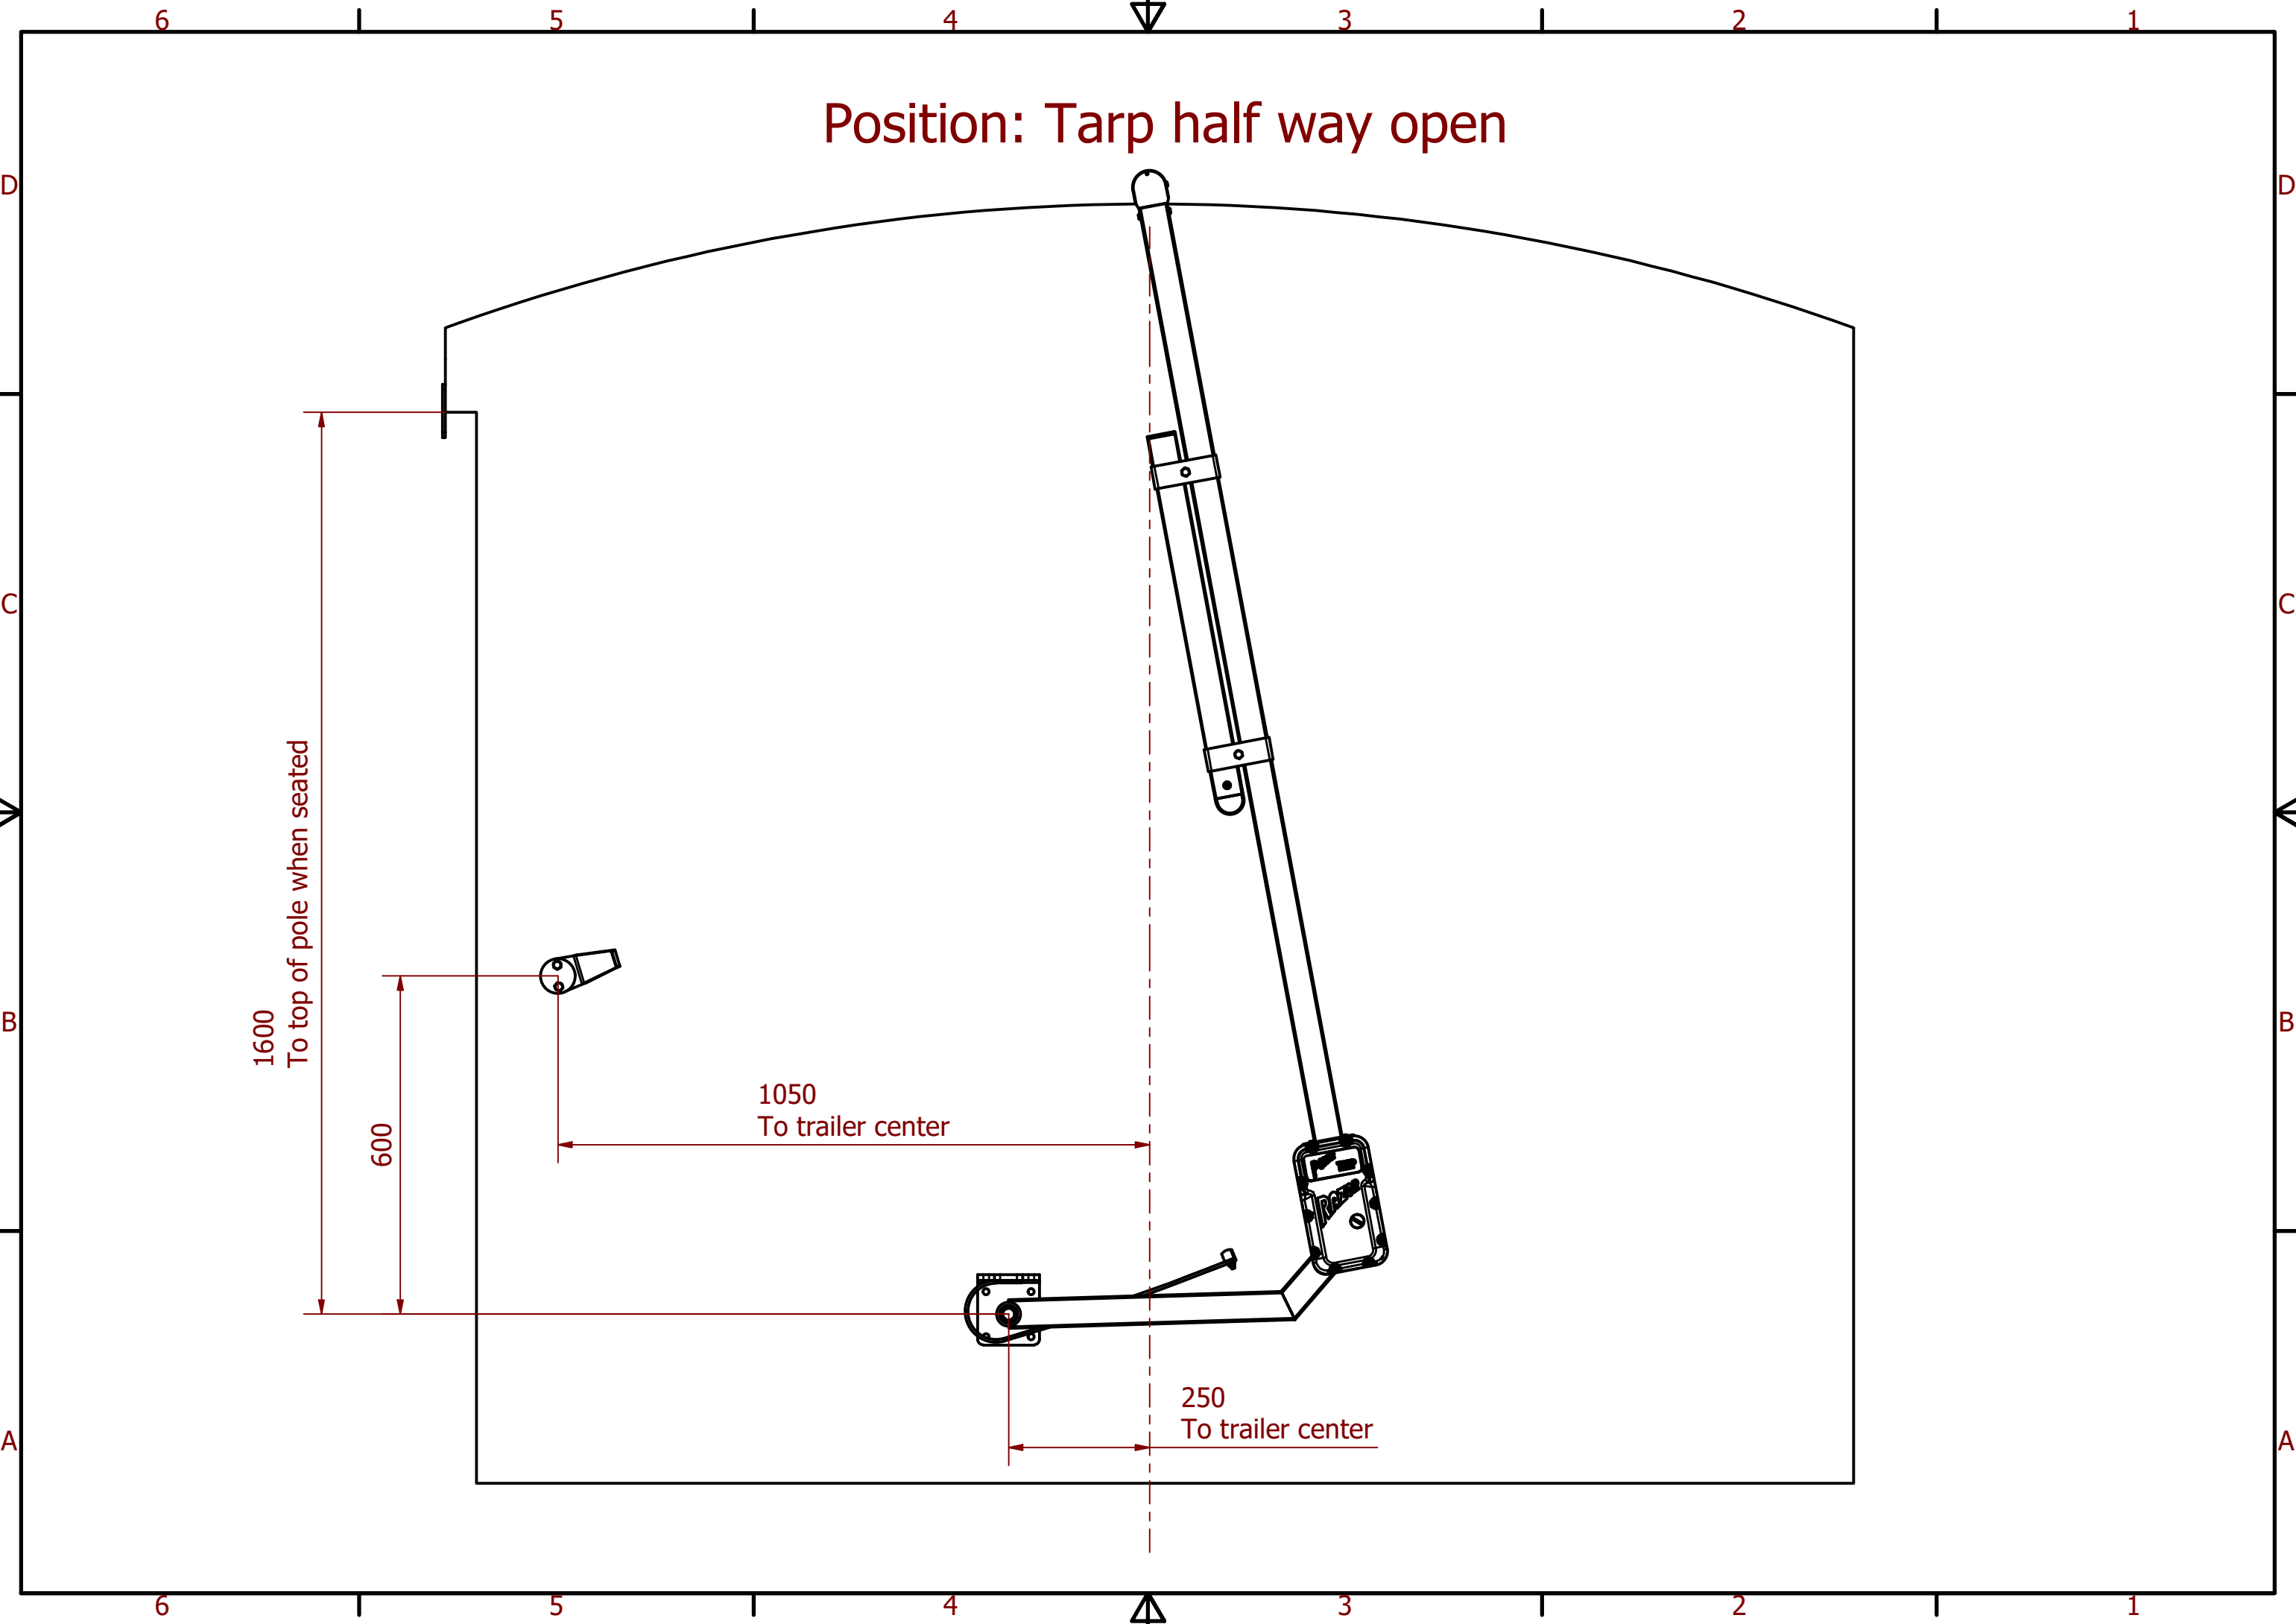 6 5 4 3 2 1
Position: Tarp half way open
D D
C C
1600
To top of pole when seated
B B
1050
To trailer center
600
250
To trailer center
A A
6 5 4 3 2 1